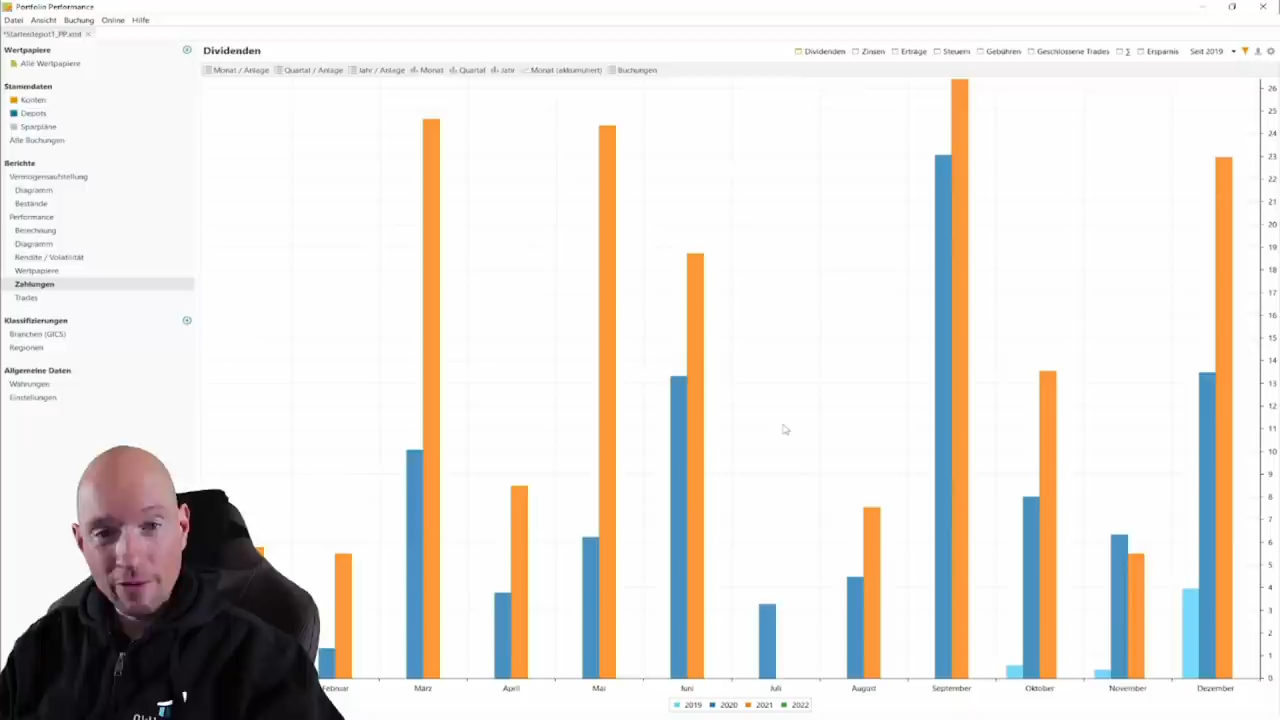 Portfolio Performance
Datei Ansicht Buchung Online Hilfe
*Starterdepot1_PP.xml
Wertpapiere
Alle Wertpapiere
Stammdaten
Konten
Depots
Sparpläne
Alle Buchungen
Berichte
Vermögensaufstellung
Diagramm
Bestände
Performance
Berechnung
Diagramm
Rendite / Volatilität
Wertpapiere
Zahlungen
Trades
Klassifizierungen
Branchen (GICS)
Regionen
Allgemeine Daten
Währungen
Einstellungen
Dividenden
Dividenden Zinsen Erträge Steuern Gebühren Geschlossene Trades ∑ Ersparnis Seit 2019
Monat / Anlage Quartal / Anlage Jahr / Anlage Monat Quartal Jahr Monat (akkumuliert) Buchungen
26
25
24
23
22
21
20
19
18
17
16
15
14
13
12
11
10
9
8
7
6
5
4
3
2
1
0
Februar März April Mai Juni Juli August September Oktober November Dezember
2019 2020 2021 2022